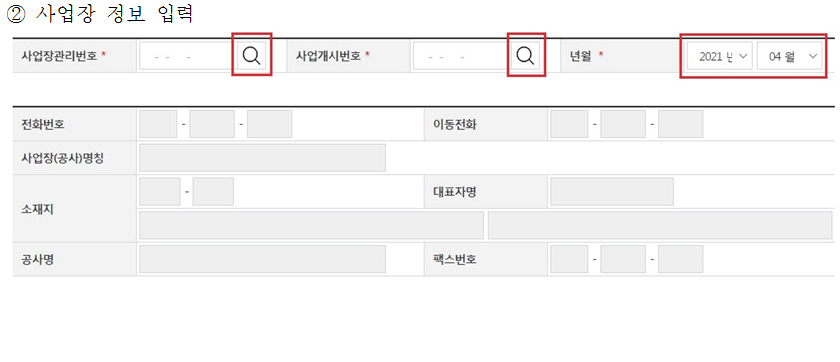 ② 사업장 정보 입력
사업장관리번호 * - - - 사업개시번호 * - - - 년월 * 2021 년 04 월
전화번호 - - 이동전화 - -
사업장(공사)명칭
소재지 - 대표자명
공사명 팩스번호 - -